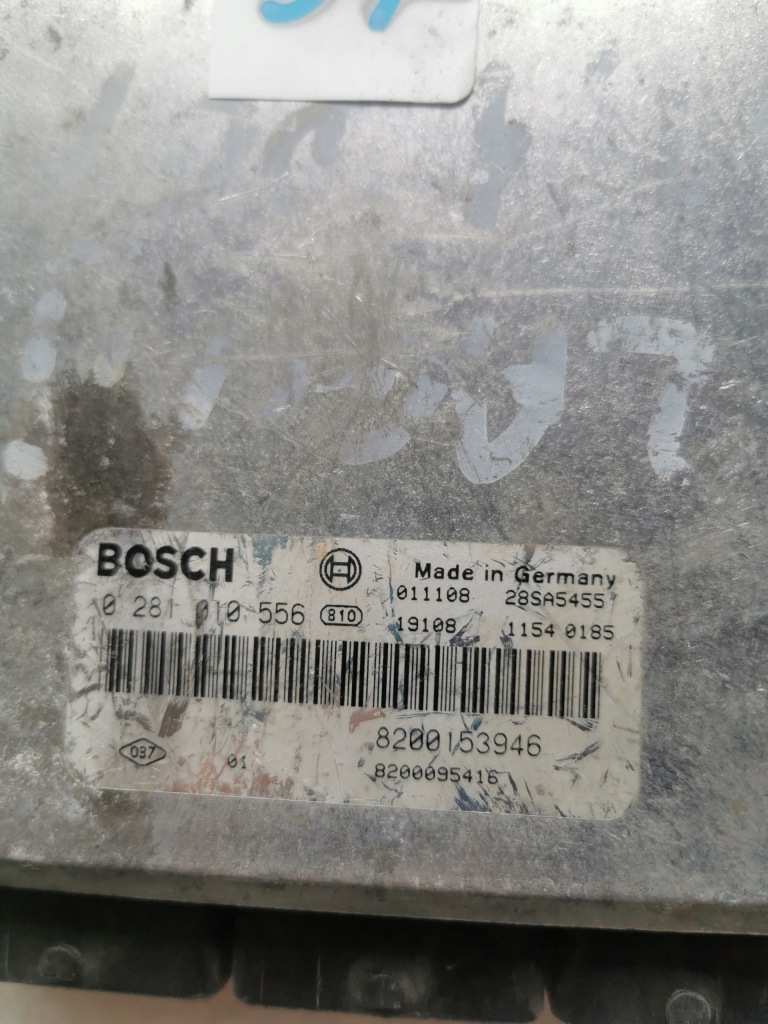 BOSCH
Made in Germany
011108 28SA5455
0 281 010 556 810
19108 1154 0185
8200153946
037 01
8200095416